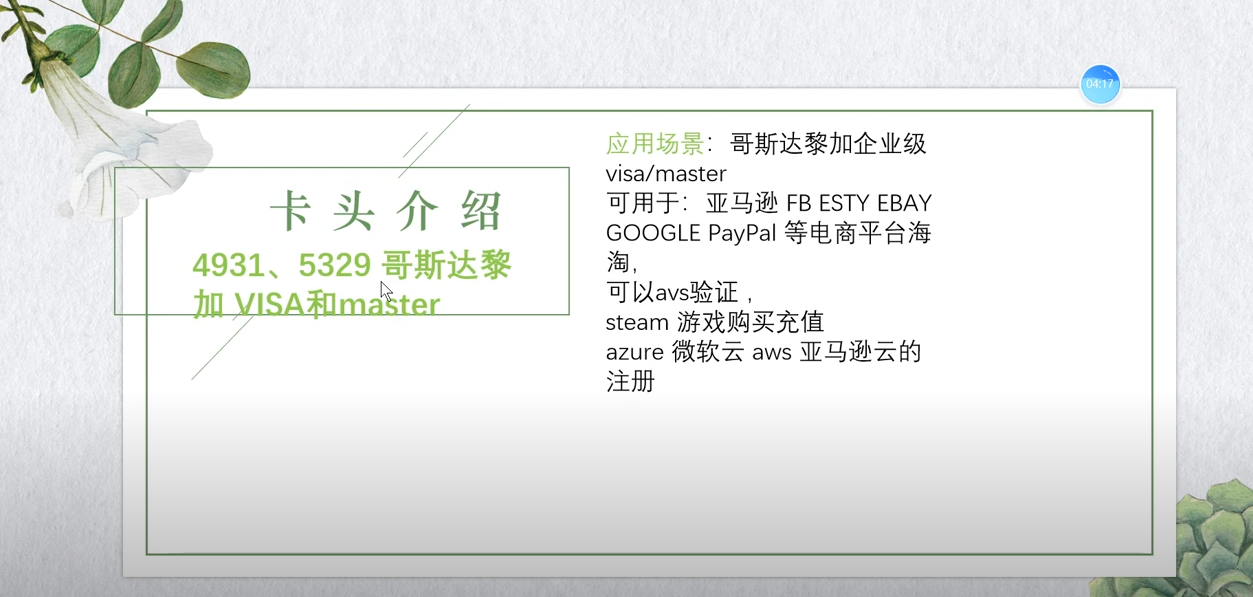 04:17
卡头介绍
4931、5329 哥斯达黎
加 VISA和master
应用场景：哥斯达黎加企业级
visa/master
可用于：亚马逊 FB ESTY EBAY
GOOGLE PayPal 等电商平台海
淘，
可以avs验证，
steam 游戏购买充值
azure 微软云 aws 亚马逊云的
注册